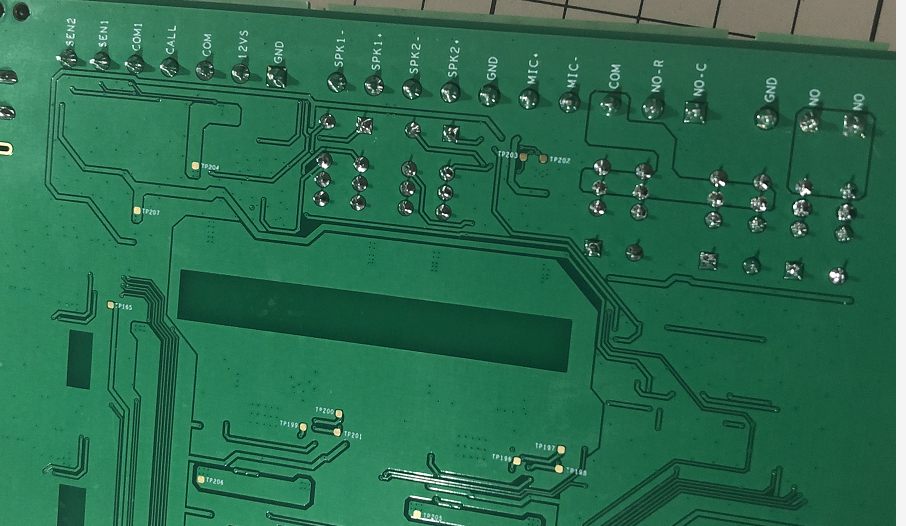 SEN2
SEN1
COM1
CALL
COM
12VS
GND
SPK1-
SPK1+
SPK2-
SPK2+
GND
MIC+
MIC-
COM
NO-R
NO-C
GND
NO
NO
TP203
TP202
TP204
TP207
TP165
TP200
TP199
TP201
TP197
TP198
TP206
TP205